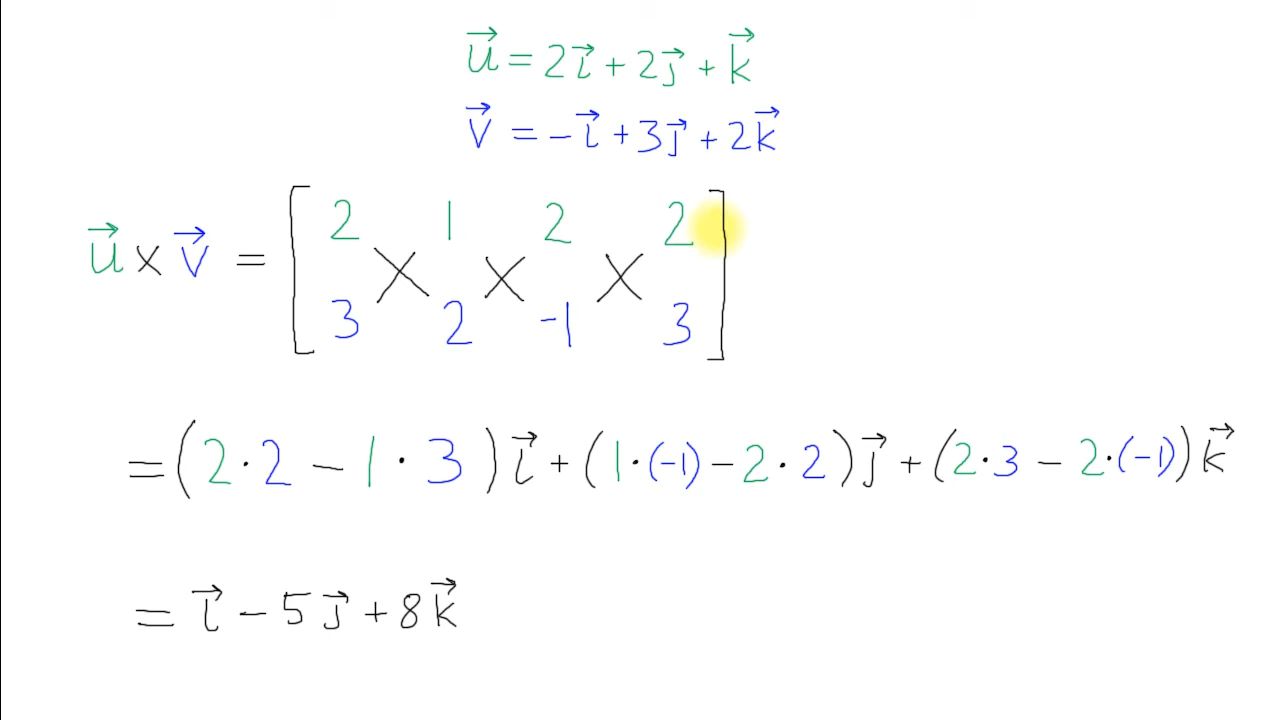 u⃗ = 2i⃗ + 2j⃗ + k⃗
v⃗ = -i⃗ + 3j⃗ + 2k⃗
u⃗ × v⃗ = [ 2 1 2 2 ]
× × ×
3 2 -1 3
= (2·2 - 1·3)i⃗ + (1·(-1) - 2·2)j⃗ + (2·3 - 2·(-1))k⃗
= i⃗ - 5j⃗ + 8k⃗